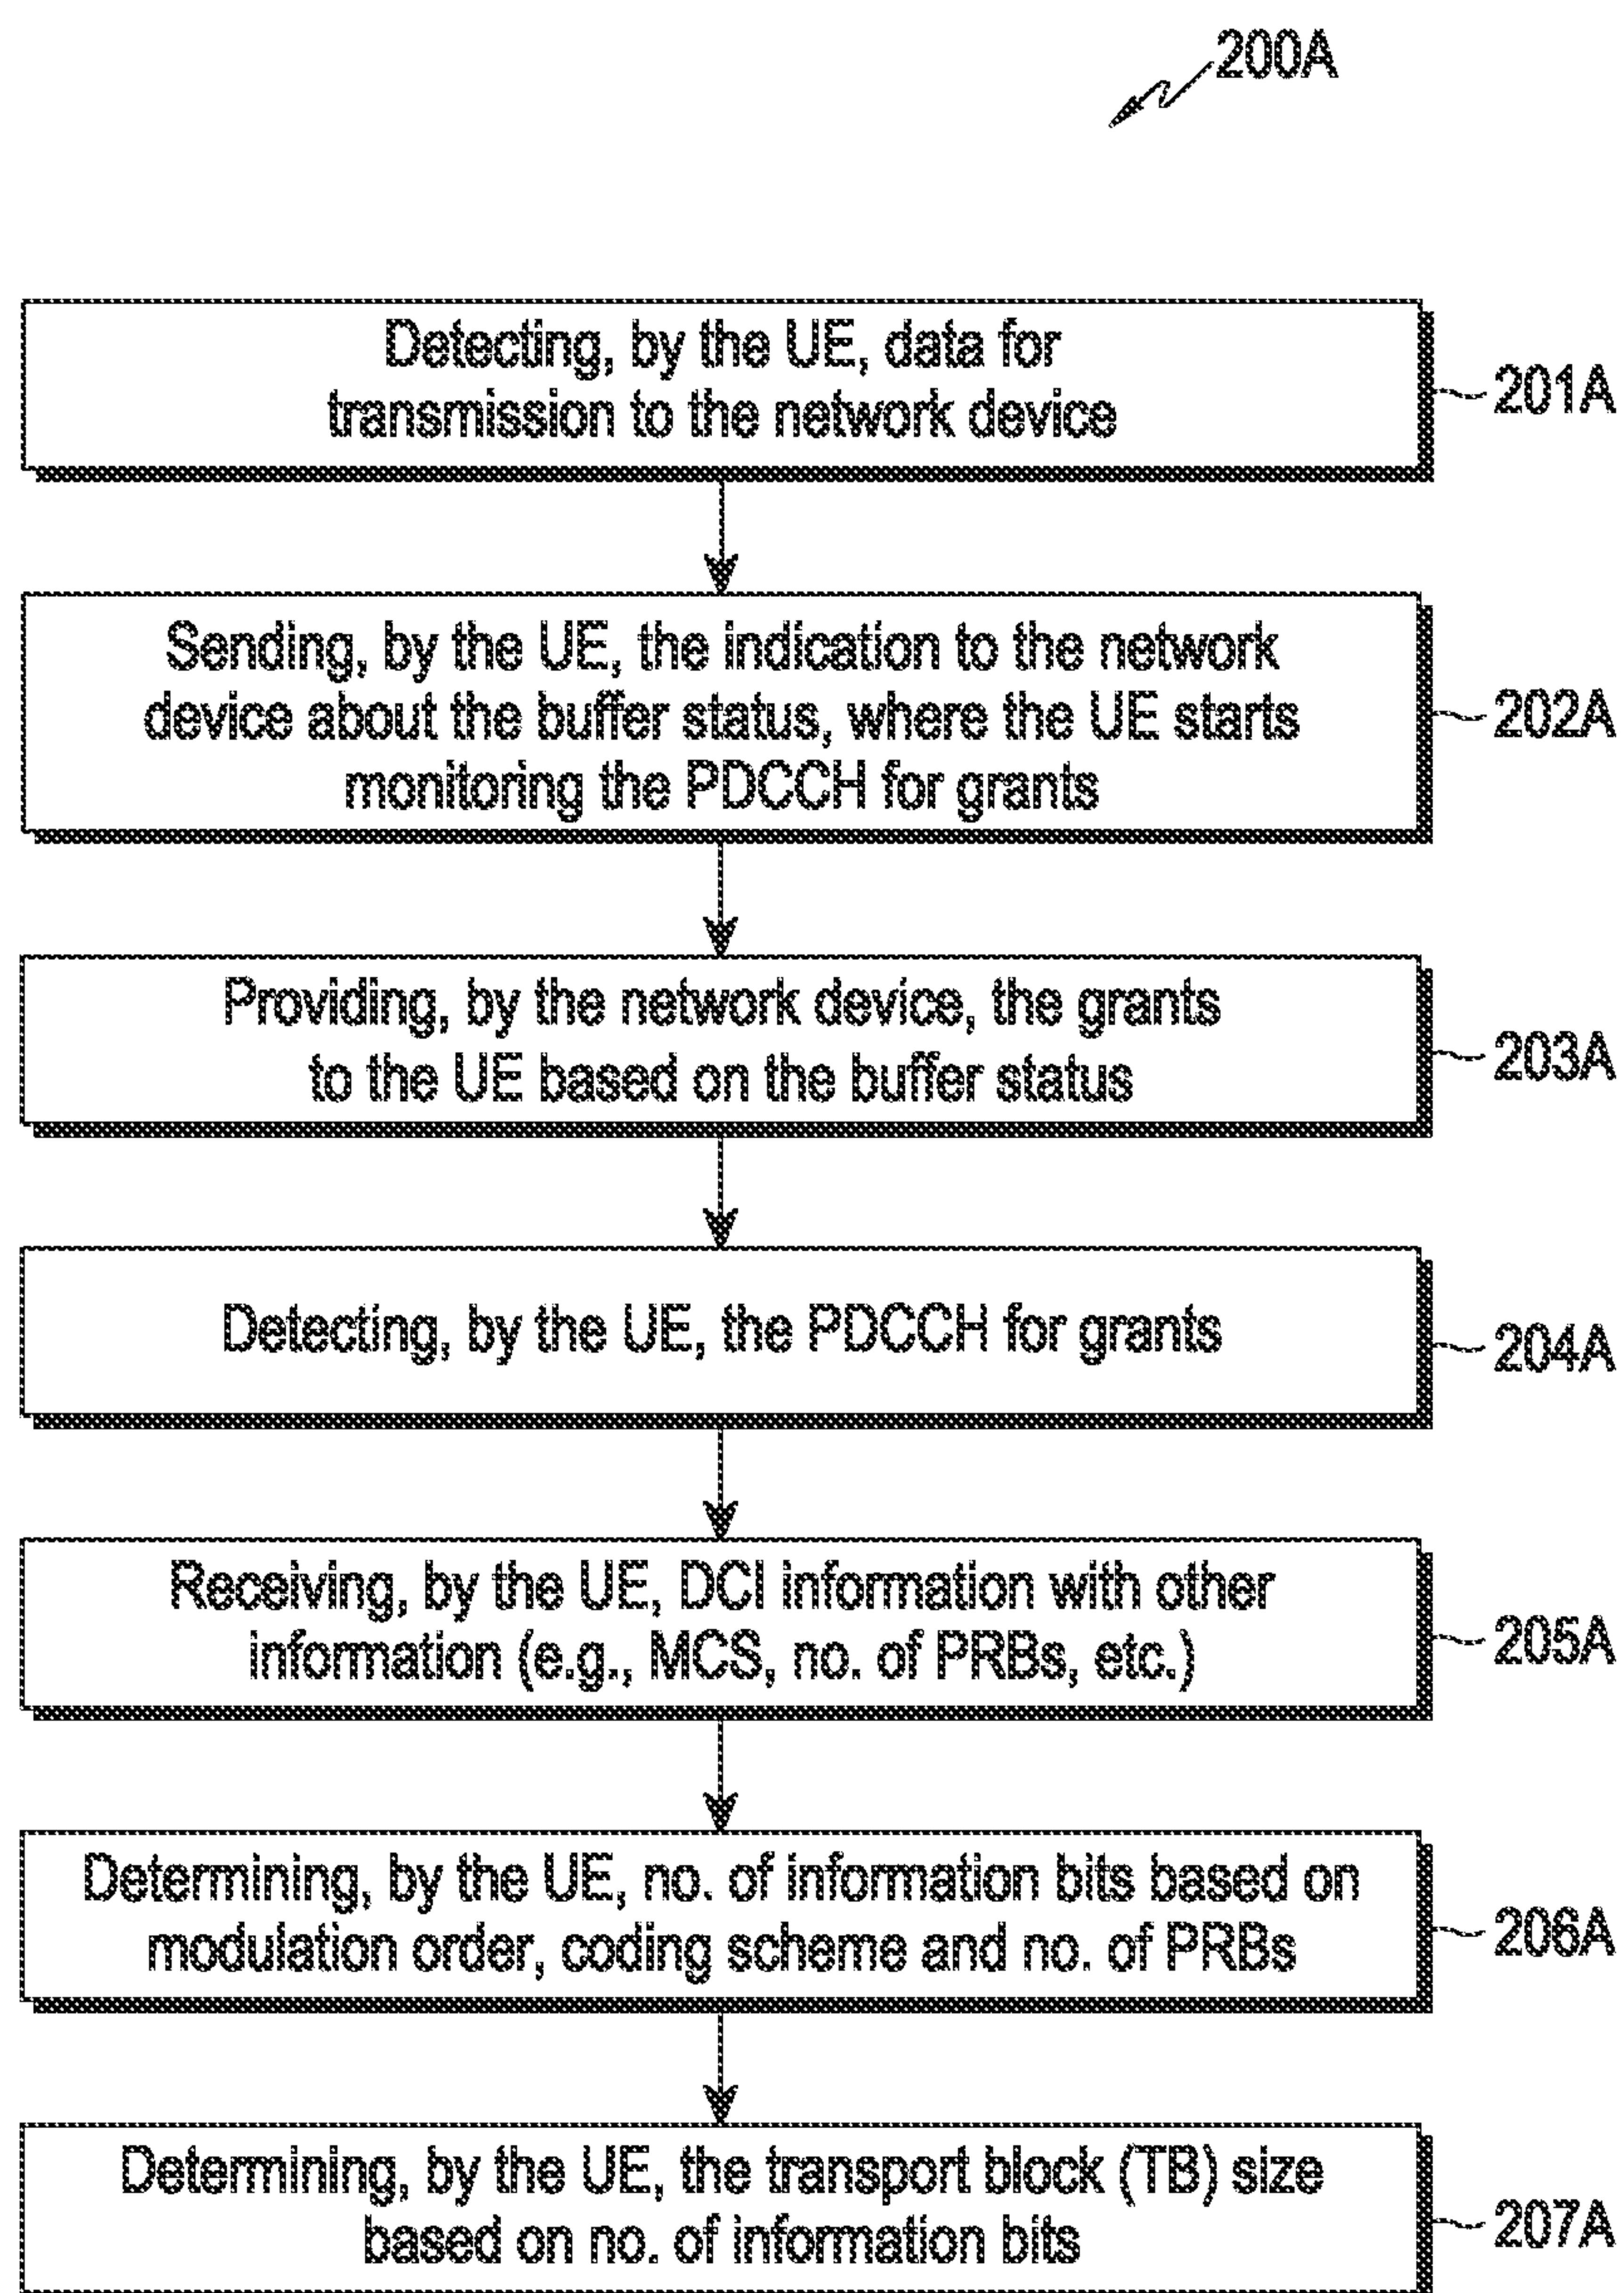 200A
Detecting, by the UE, data for
transmission to the network device
201A
Sending, by the UE, the indication to the network
device about the buffer status, where the UE starts
monitoring the PDCCH for grants
202A
Providing, by the network device, the grants
to the UE based on the buffer status
203A
Detecting, by the UE, the PDCCH for grants
204A
Receiving, by the UE, DCI information with other
information (e.g., MCS, no. of PRBs, etc.)
205A
Determining, by the UE, no. of information bits based on
modulation order, coding scheme and no. of PRBs
206A
Determining, by the UE, the transport block (TB) size
based on no. of information bits
207A